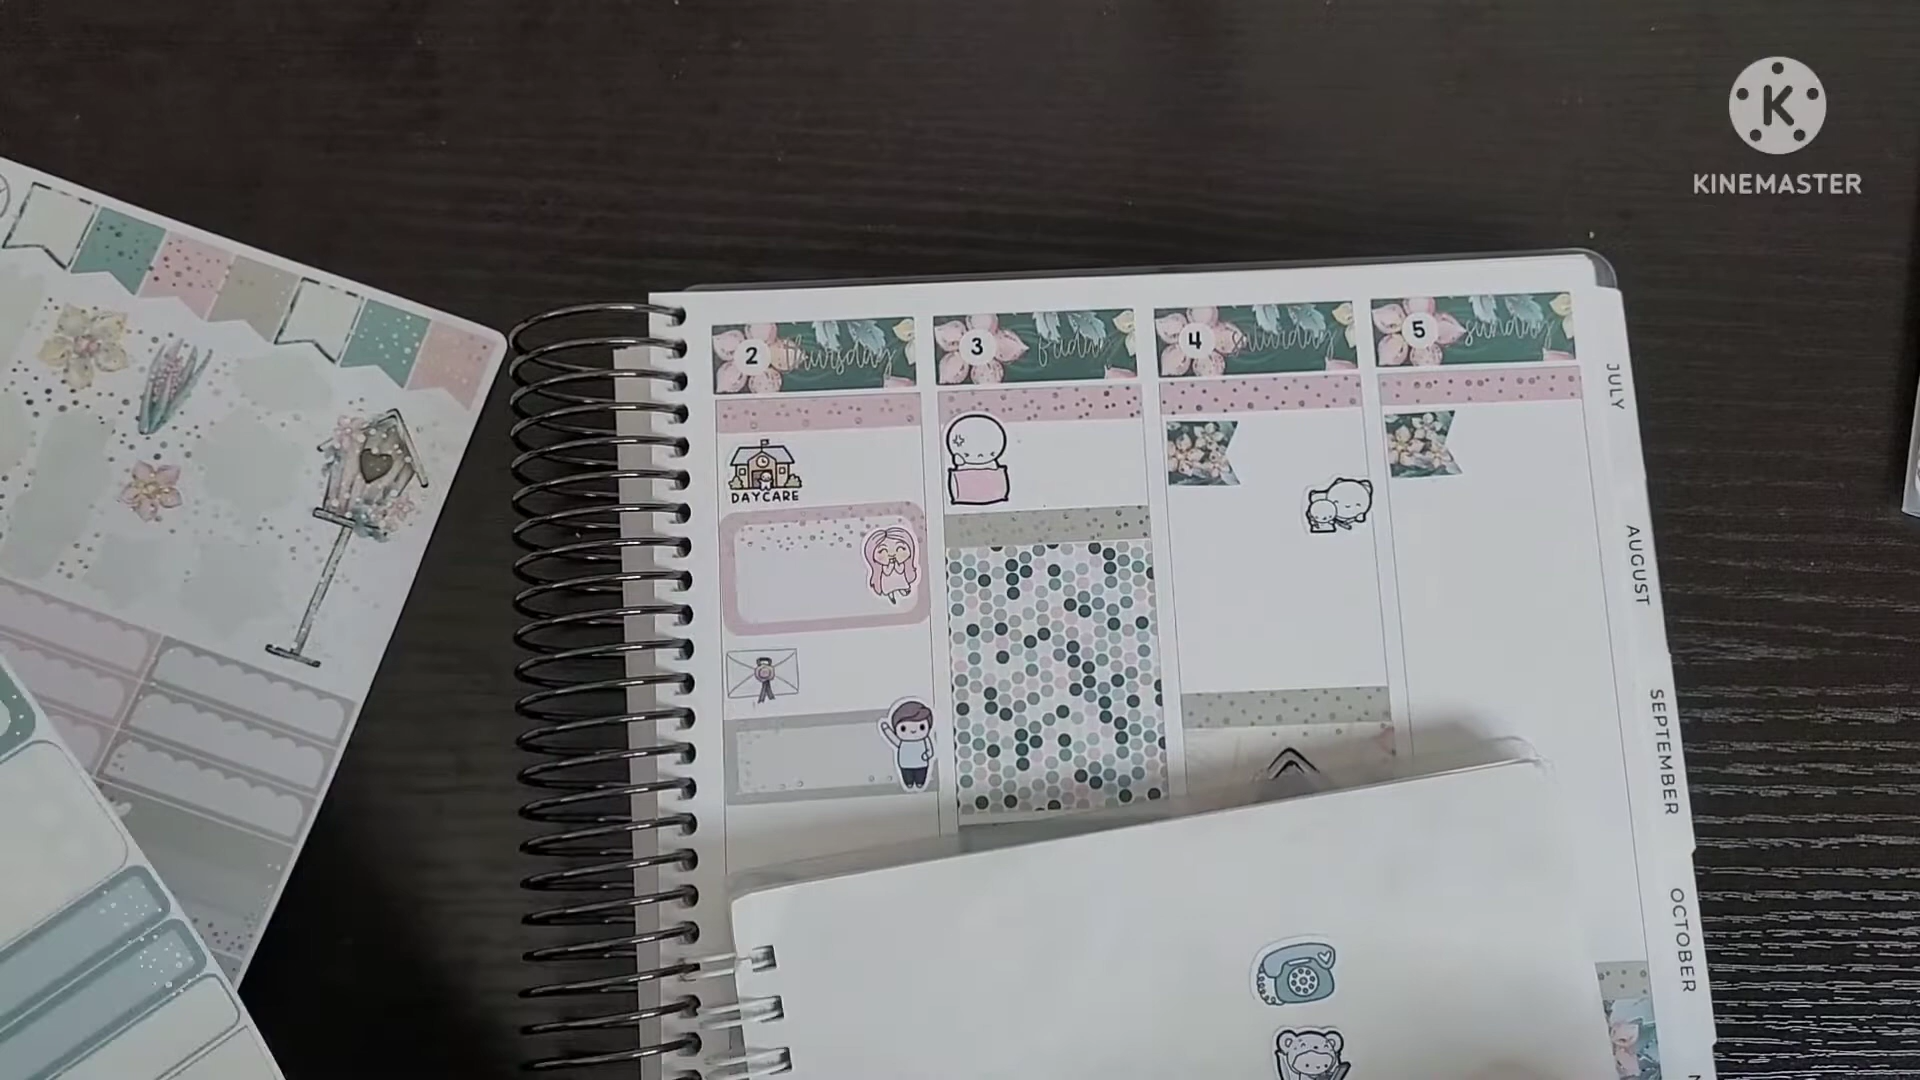 K
KINEMASTER
2 thursday
3 friday
4 saturday
5 sunday
DAYCARE
JULY
AUGUST
SEPTEMBER
OCTOBER
N